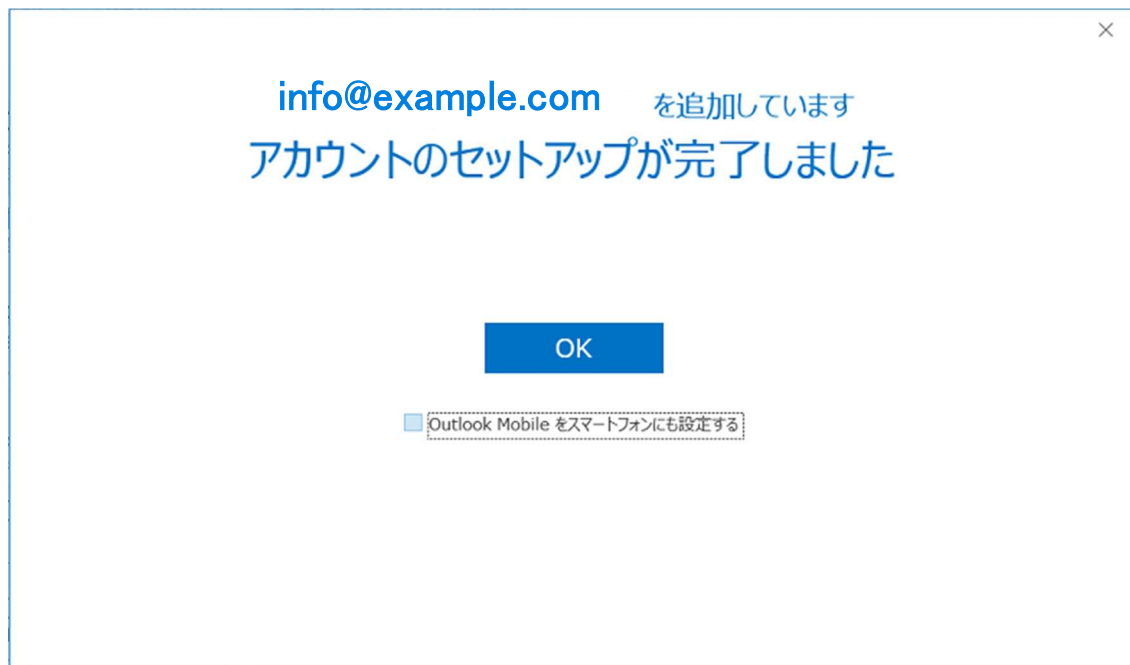 info@example.com を追加しています
アカウントのセットアップが完了しました
OK
Outlook Mobile をスマートフォンにも設定する